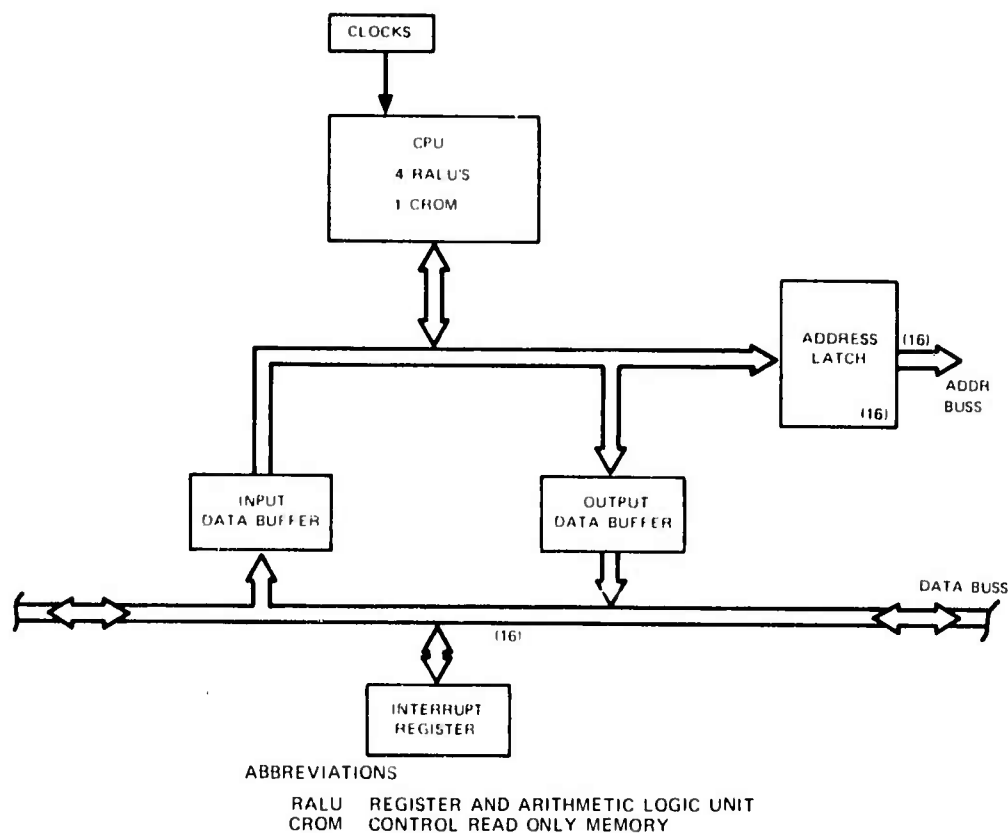 CLOCKS
CPU
4 RALU'S
1 CROM
ADDRESS
LATCH
(16)
(16)
ADDR
BUSS
INPUT
DATA BUFFER
OUTPUT
DATA BUFFER
DATA BUSS
(16)
INTERRUPT
REGISTER
ABBREVIATIONS
RALU REGISTER AND ARITHMETIC LOGIC UNIT
CROM CONTROL READ ONLY MEMORY